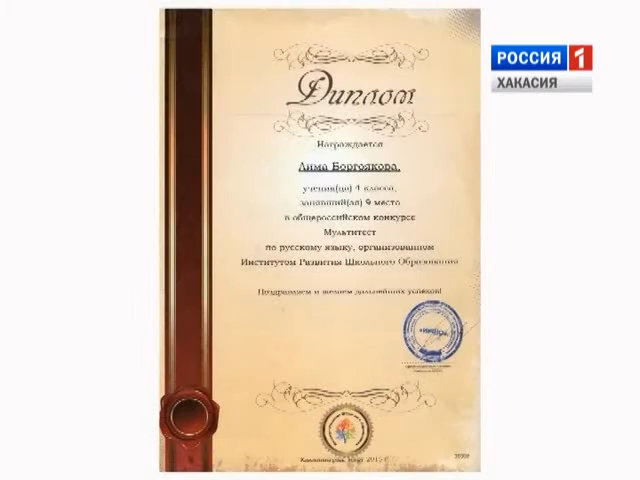 РОССИЯ 1
ХАКАСИЯ
Диплом
Награждается
Боргоякова,
ученик(ца) 4 класса,
занявший(ая) 9 место
в общероссийском конкурсе
Мультитест
по русскому языку, организованном
Институтом Развития Школьного Образования
Поздравляем и желаем дальнейших успехов!